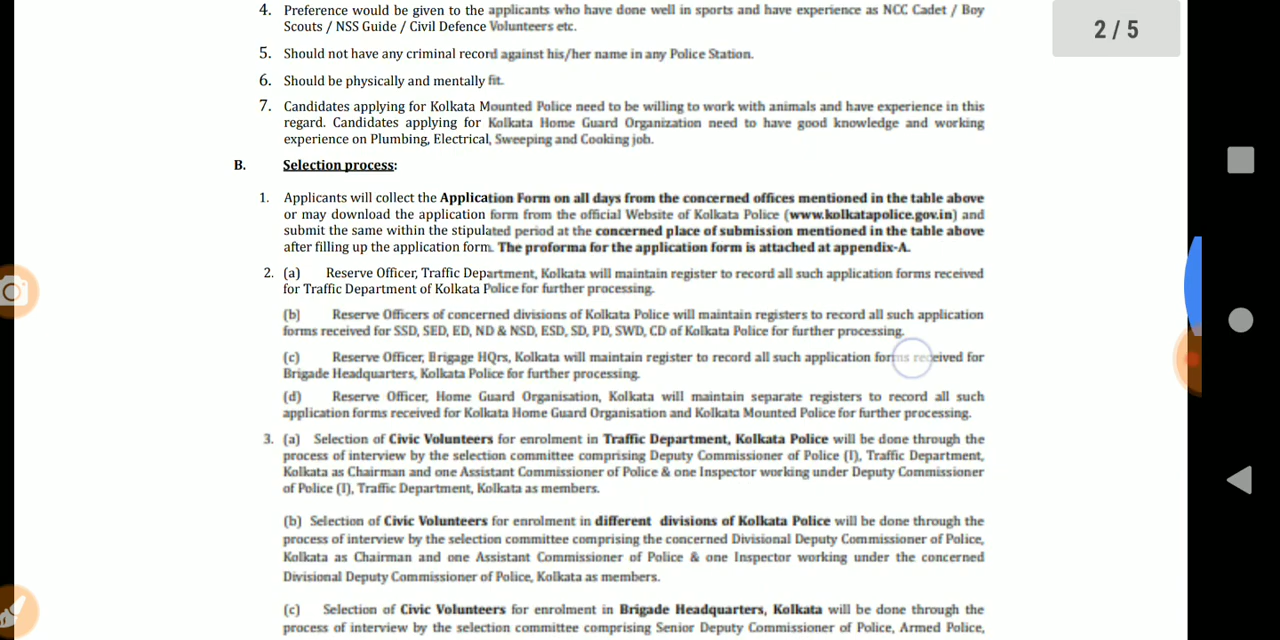 2 / 5
4. Preference would be given to the applicants who have done well in sports and have experience as NCC Cadet / Boy
Scouts / NSS Guide / Civil Defence Volunteers etc.
5. Should not have any criminal record against his/her name in any Police Station.
6. Should be physically and mentally fit.
7. Candidates applying for Kolkata Mounted Police need to be willing to work with animals and have experience in this
regard. Candidates applying for Kolkata Home Guard Organization need to have good knowledge and working
experience on Plumbing, Electrical, Sweeping and Cooking job.
B. Selection process:
1. Applicants will collect the Application Form on all days from the concerned offices mentioned in the table above
or may download the application form from the official Website of Kolkata Police (www.kolkatapolice.gov.in) and
submit the same within the stipulated period at the concerned place of submission mentioned in the table above
after filling up the application form. The proforma for the application form is attached at appendix-A.
2. (a) Reserve Officer, Traffic Department, Kolkata will maintain register to record all such application forms received
for Traffic Department of Kolkata Police for further processing.
(b) Reserve Officers of concerned divisions of Kolkata Police will maintain registers to record all such application
forms received for SSD, SED, ED, ND & NSD, ESD, SD, PD, SWD, CD of Kolkata Police for further processing.
(c) Reserve Officer, Brigage HQrs, Kolkata will maintain register to record all such application forms received for
Brigade Headquarters, Kolkata Police for further processing.
(d) Reserve Officer, Home Guard Organisation, Kolkata will maintain separate registers to record all such
application forms received for Kolkata Home Guard Organisation and Kolkata Mounted Police for further processing.
3. (a) Selection of Civic Volunteers for enrolment in Traffic Department, Kolkata Police will be done through the
process of interview by the selection committee comprising Deputy Commissioner of Police (I), Traffic Department,
Kolkata as Chairman and one Assistant Commissioner of Police & one Inspector working under Deputy Commissioner
of Police (I), Traffic Department, Kolkata as members.
(b) Selection of Civic Volunteers for enrolment in different divisions of Kolkata Police will be done through the
process of interview by the selection committee comprising the concerned Divisional Deputy Commissioner of Police,
Kolkata as Chairman and one Assistant Commissioner of Police & one Inspector working under the concerned
Divisional Deputy Commissioner of Police, Kolkata as members.
(c) Selection of Civic Volunteers for enrolment in Brigade Headquarters, Kolkata will be done through the
process of interview by the selection committee comprising Senior Deputy Commissioner of Police, Armed Police,